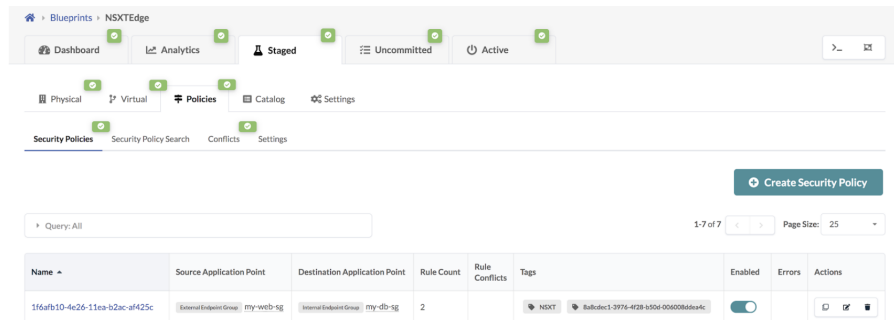 Blueprints NSXTEdge
Dashboard Analytics Staged Uncommitted Active
Physical Virtual Policies Catalog Settings
Security Policies Security Policy Search Conflicts Settings
Create Security Policy
Query: All 1-7 of 7 Page Size: 25
Name Source Application Point Destination Application Point Rule Count Rule Conflicts Tags Enabled Errors Actions
1f6afb10-4e26-11ea-b2ac-af425c External Endpoint Group my-web-sg Internal Endpoint Group my-db-sg 2 NSXT 8a8cdec1-3976-4f28-b50d-006008ddea4c